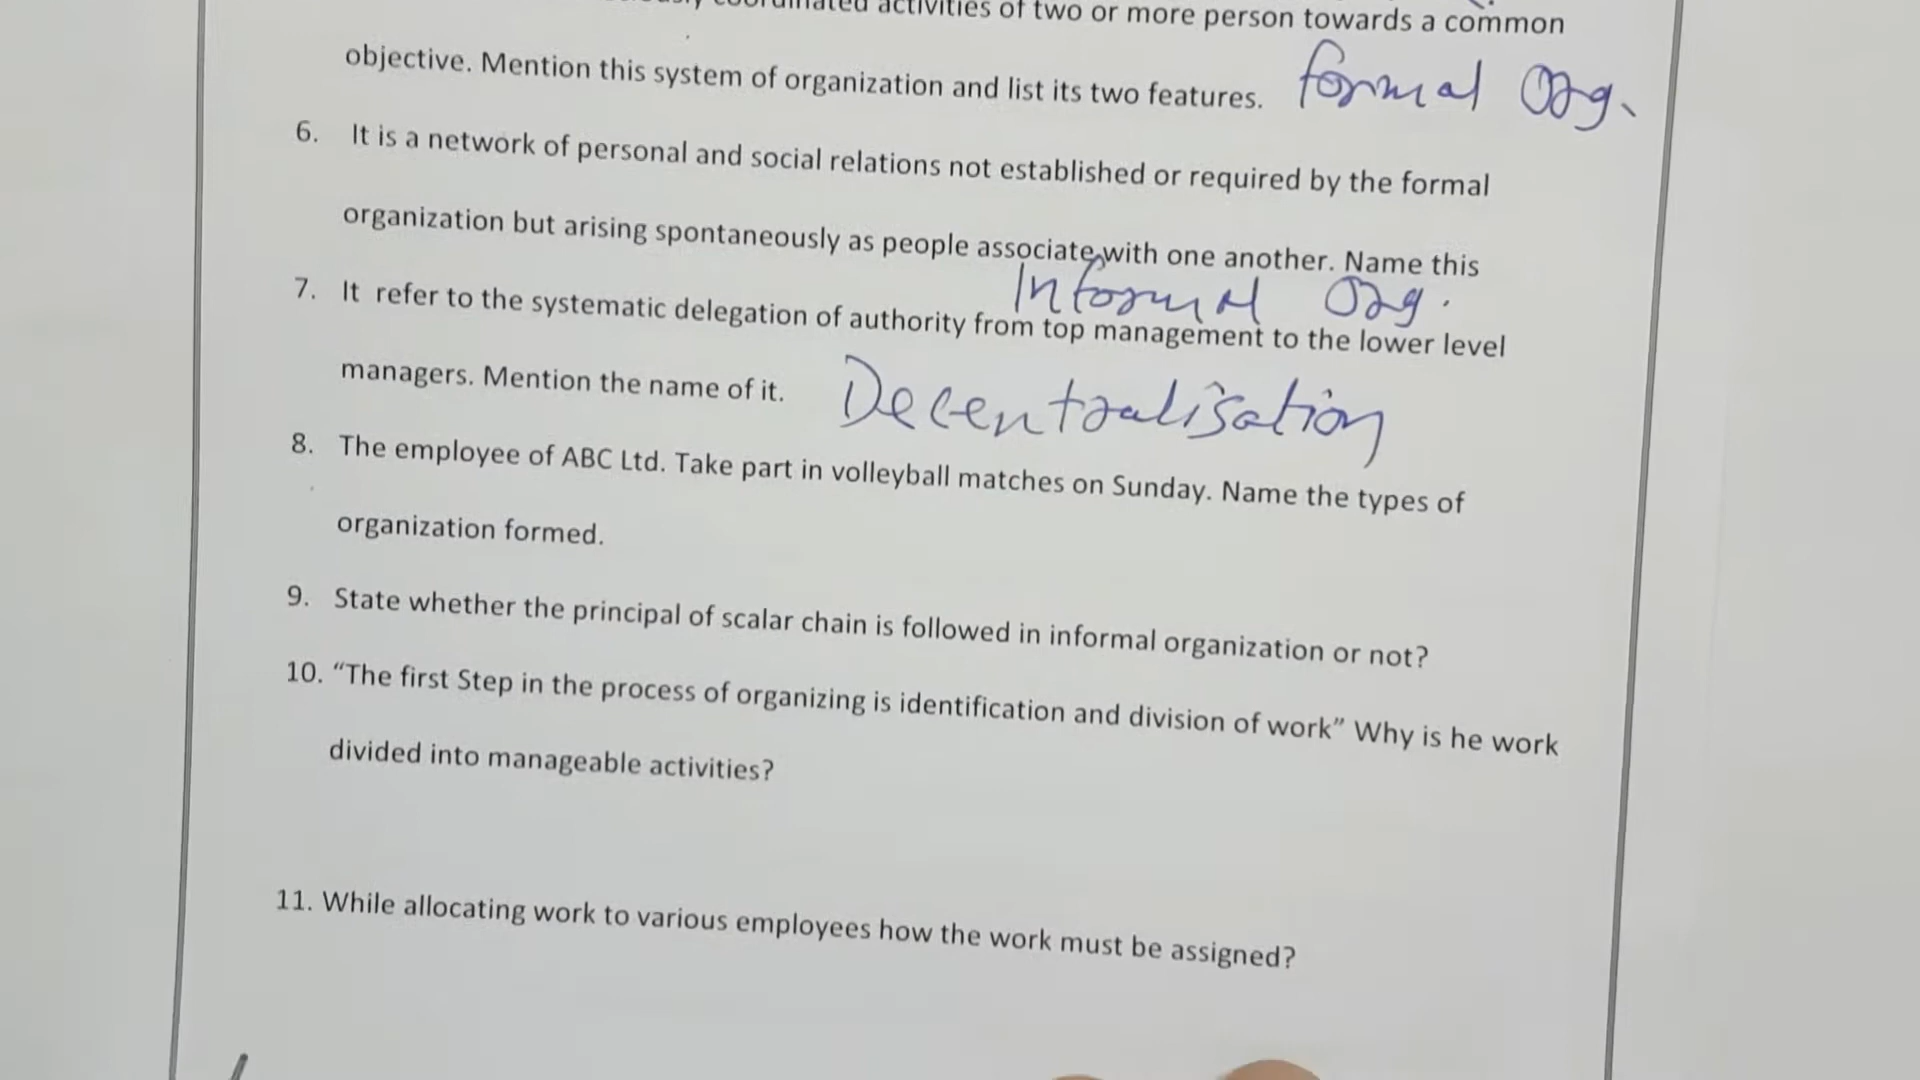 coordinated activities of two or more person towards a common
objective. Mention this system of organization and list its two features. formal Org.
6. It is a network of personal and social relations not established or required by the formal
organization but arising spontaneously as people associate with one another. Name this
Informal Org.
7. It refer to the systematic delegation of authority from top management to the lower level
managers. Mention the name of it. Decentralisation
8. The employee of ABC Ltd. Take part in volleyball matches on Sunday. Name the types of
organization formed.
9. State whether the principal of scalar chain is followed in informal organization or not?
10. “The first Step in the process of organizing is identification and division of work” Why is he work
divided into manageable activities?
11. While allocating work to various employees how the work must be assigned?